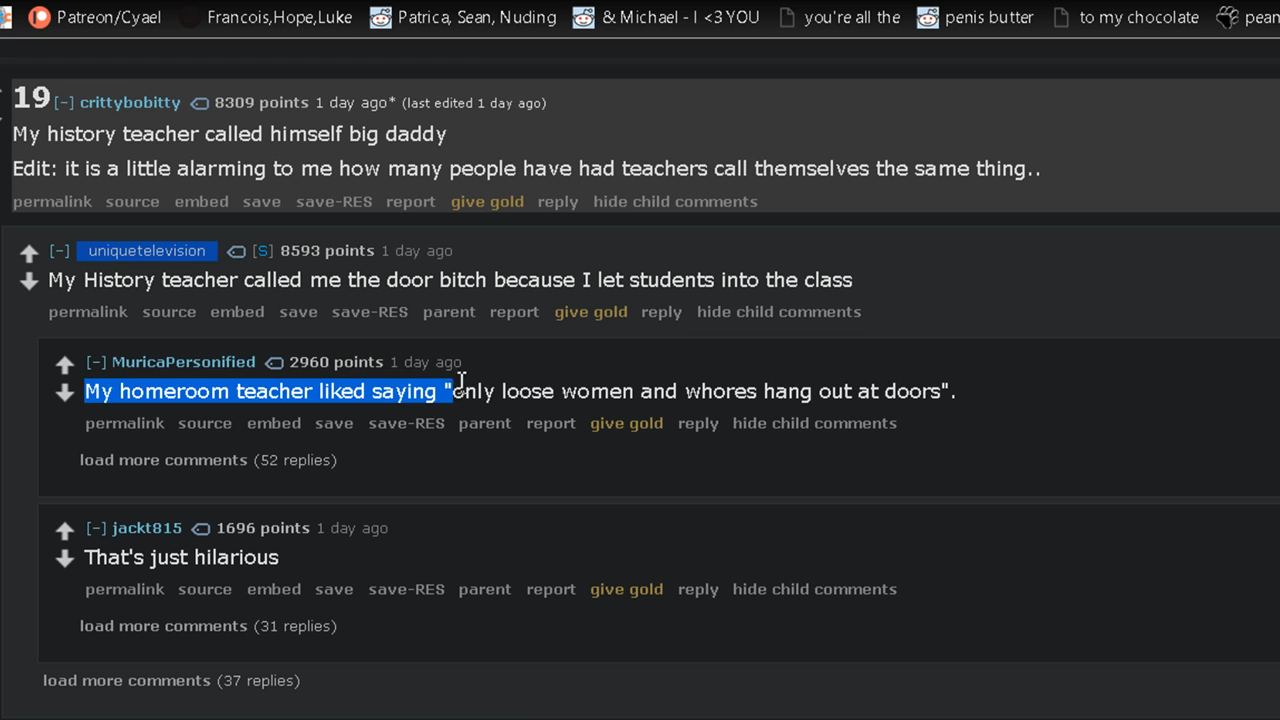 Patreon/Cyael Francois,Hope,Luke Patrica, Sean, Nuding & Michael - I <3 YOU you're all the penis butter to my chocolate pean
19 [-] crittybobitty 8309 points 1 day ago* (last edited 1 day ago)
My history teacher called himself big daddy
Edit: it is a little alarming to me how many people have had teachers call themselves the same thing..
permalink source embed save save-RES report give gold reply hide child comments
[-] uniquetelevision [S] 8593 points 1 day ago
My History teacher called me the door bitch because I let students into the class
permalink source embed save save-RES parent report give gold reply hide child comments
[-] MuricaPersonified 2960 points 1 day ago
My homeroom teacher liked saying "only loose women and whores hang out at doors".
permalink source embed save save-RES parent report give gold reply hide child comments
load more comments (52 replies)
[-] jackt815 1696 points 1 day ago
That's just hilarious
permalink source embed save save-RES parent report give gold reply hide child comments
load more comments (31 replies)
load more comments (37 replies)